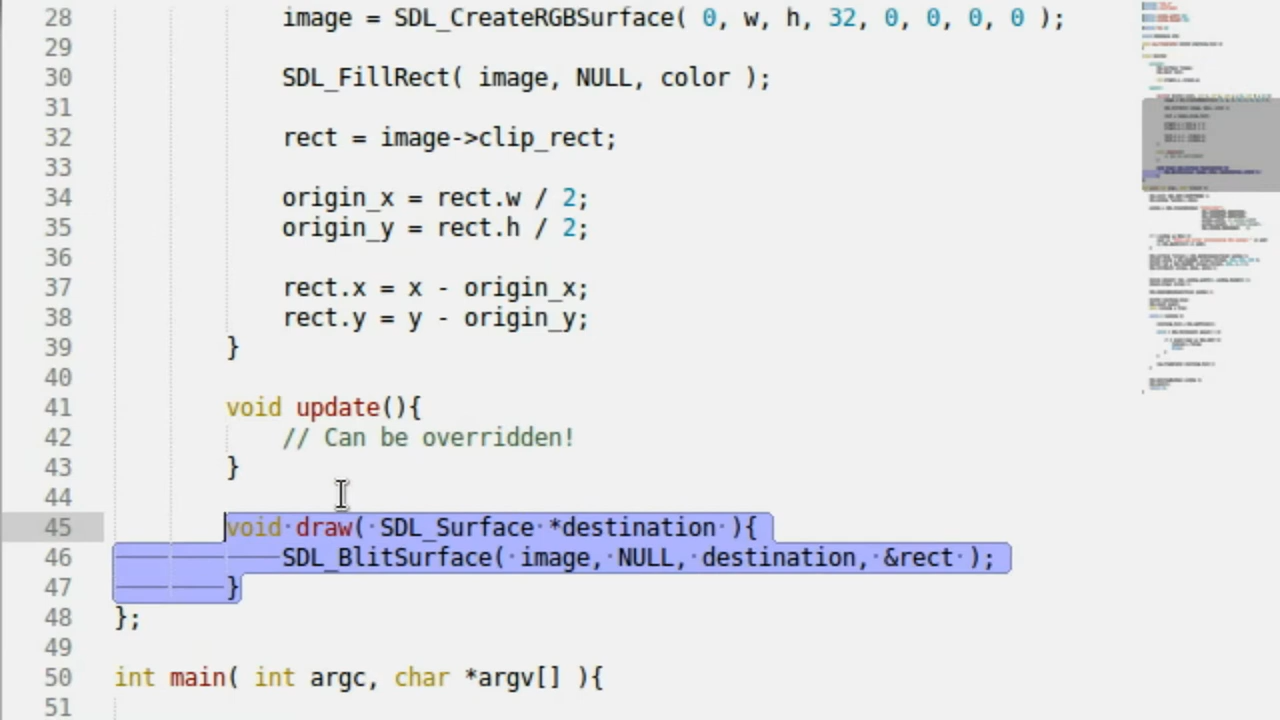 28 image = SDL_CreateRGBSurface( 0, w, h, 32, 0, 0, 0, 0 );
29
30 SDL_FillRect( image, NULL, color );
31
32 rect = image->clip_rect;
33
34 origin_x = rect.w / 2;
35 origin_y = rect.h / 2;
36
37 rect.x = x - origin_x;
38 rect.y = y - origin_y;
39 }
40
41 void update(){
42 // Can be overridden!
43 }
44
45 void draw( SDL_Surface *destination ){
46 SDL_BlitSurface( image, NULL, destination, &rect );
47 }
48 };
49
50 int main( int argc, char *argv[] ){
51